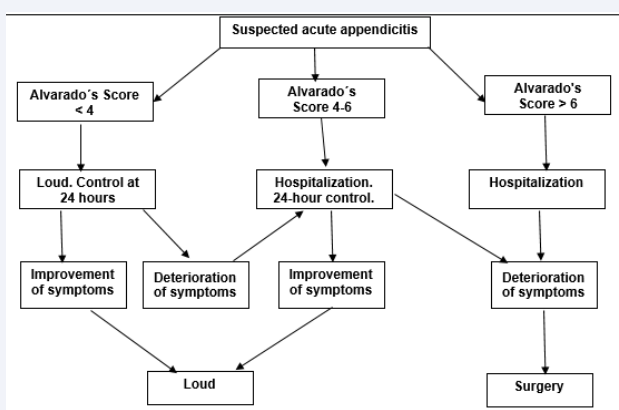 Suspected acute appendicitis
Alvarado´s Score
< 4
Alvarado´s
Score 4-6
Alvarado's
Score > 6
Loud. Control at
24 hours
Hospitalization.
24-hour control.
Hospitalization
Improvement
of symptoms
Deterioration
of symptoms
Improvement
of symptoms
Deterioration
of symptoms
Loud
Surgery